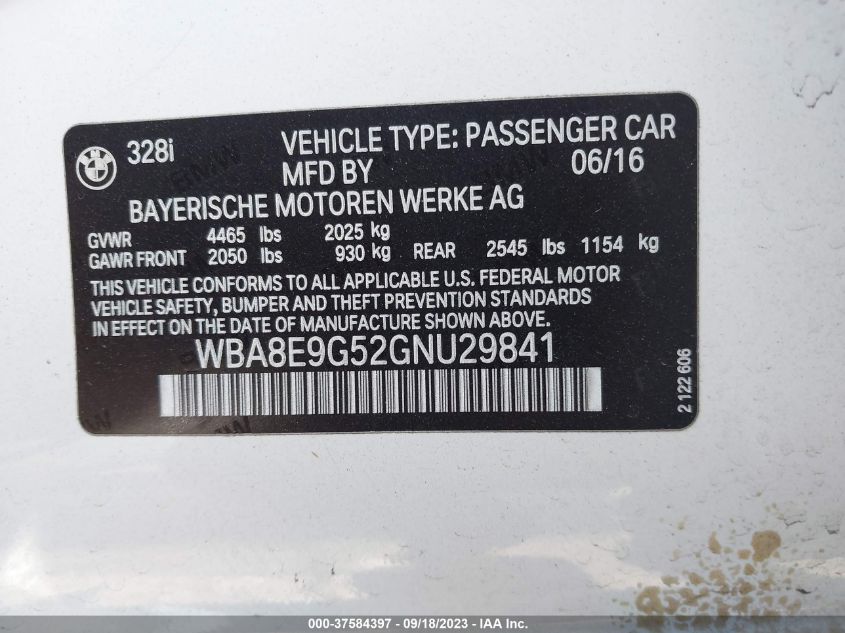 328i VEHICLE TYPE: PASSENGER CAR
MFD BY 06/16
BAYERISCHE MOTOREN WERKE AG
GVWR 4465 lbs 2025 kg
GAWR FRONT 2050 lbs 930 kg REAR 2545 lbs 1154 kg
THIS VEHICLE CONFORMS TO ALL APPLICABLE U.S. FEDERAL MOTOR
VEHICLE SAFETY, BUMPER AND THEFT PREVENTION STANDARDS
IN EFFECT ON THE DATE OF MANUFACTURE SHOWN ABOVE.
WBA8E9G52GNU29841
2 122 606
000-37584397 - 09/18/2023 - IAA Inc.